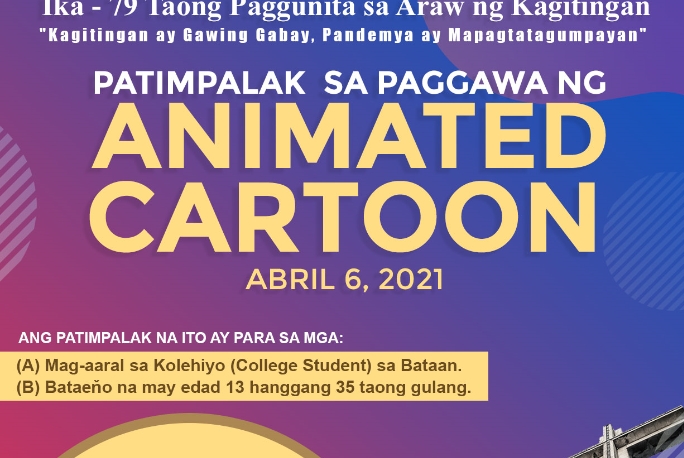 Ika - 79 Taong Paggunita sa Araw ng Kagitingan
"Kagitingan ay Gawing Gabay, Pandemya ay Mapagtatagumpayan"
PATIMPALAK SA PAGGAWA NG
ANIMATED
CARTOON
ABRIL 6, 2021
ANG PATIMPALAK NA ITO AY PARA SA MGA:
(A) Mag-aaral sa Kolehiyo (College Student) sa Bataan.
(B) Bataeño na may edad 13 hanggang 35 taong gulang.